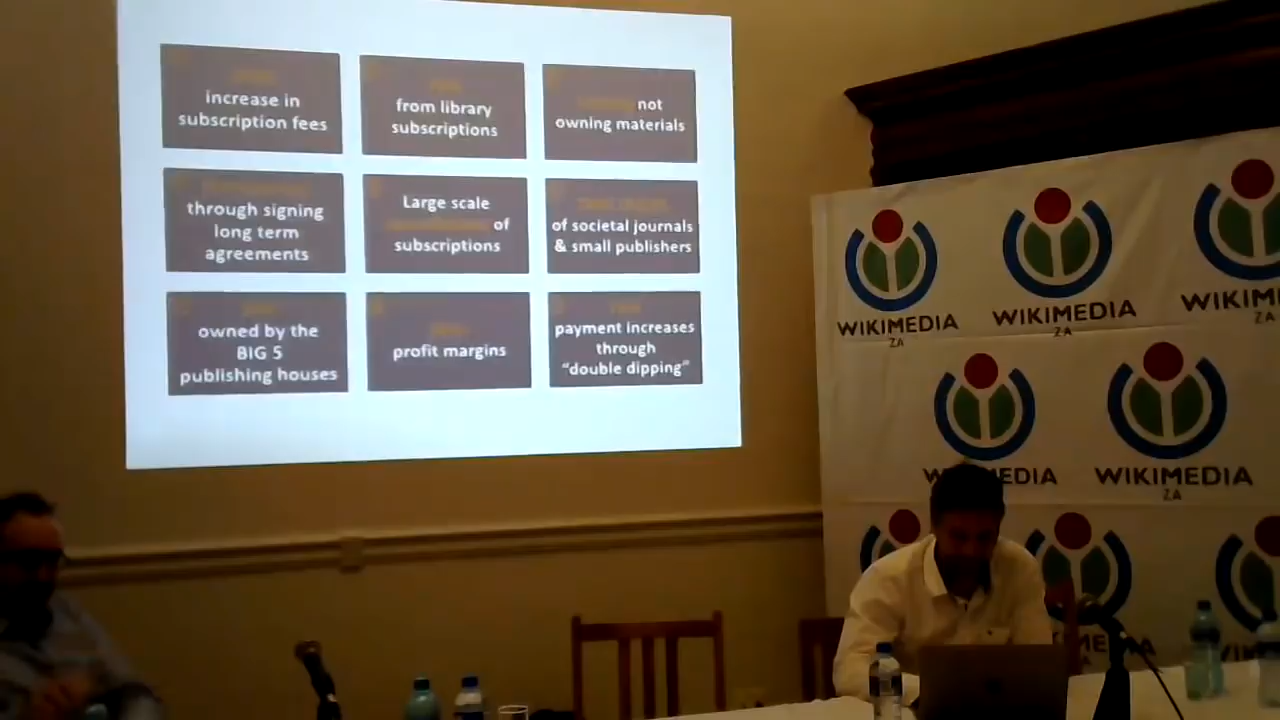 increase in
subscription fees
from library
subscriptions
not
owning materials
through signing
long term
agreements
Large scale
of
subscriptions
of societal journals
& small publishers
owned by the
BIG 5
publishing houses
profit margins
payment increases
through
"double dipping"
WIKIMEDIA
ZA
WIKIMEDIA
ZA
WIKIM
ZA
WIKIMEDIA
WIKIMEDIA
ZA